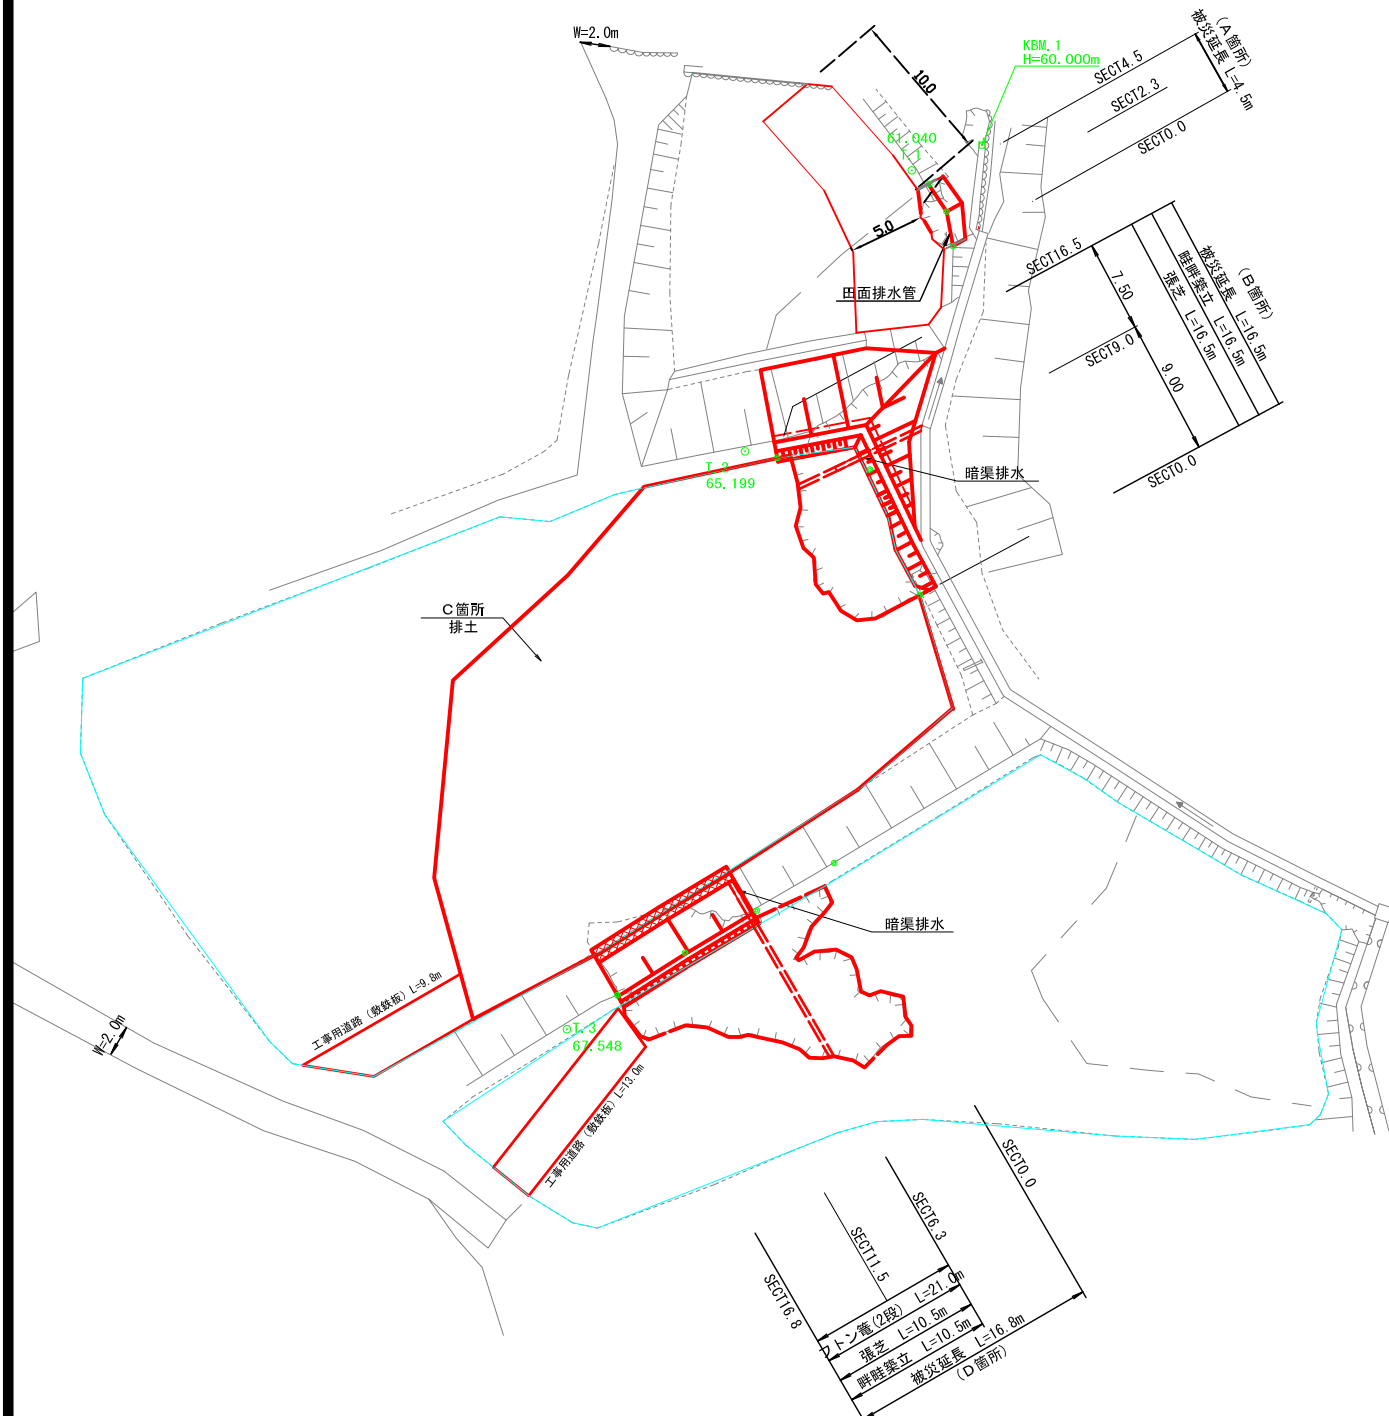 W=2.0m
KBM.1
H=60.000m
10.0
61.040
T.1
5.0
田面排水管
SECT4.5
SECT2.3
SECT0.0
(A箇所)
被災延長 L=4.5m
SECT16.5
7.50
SECT9.0
9.00
SECT0.0
(B箇所)
被災延長 L=16.5m
畦畔築立 L=16.5m
張芝 L=16.5m
T.2
65.199
暗渠排水
C箇所
排土
暗渠排水
工事用道路(敷鉄板) L=9.8m
W=2.0m
T.3
67.548
工事用道路(敷鉄板) L=13.0m
SECT0.0
SECT6.3
SECT11.5
SECT16.8
フトン篭(2段) L=21.0m
張芝 L=10.5m
畔畦築立 L=10.5m
被災延長 L=16.8m
(D箇所)